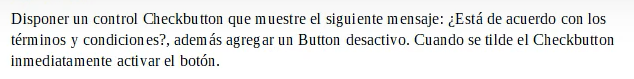 Disponer un control Checkbutton que muestre el siguiente mensaje: ¿Está de acuerdo con los
términos y condiciones?, además agregar un Button desactivo. Cuando se tilde el Checkbutton
inmediatamente activar el botón.